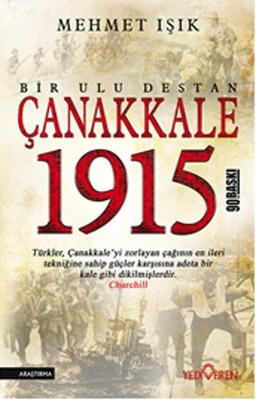 MEHMET IŞIK
BİR ULU DESTAN
ÇANAKKALE
1915
90 BASKI
Türkler, Çanakkale'yi zorlayan çağının en ileri
tekniğine sahip güçler karşısına adeta bir
kale gibi dikilmişlerdir.
Churchill
ARAŞTIRMA
YEDİVEREN